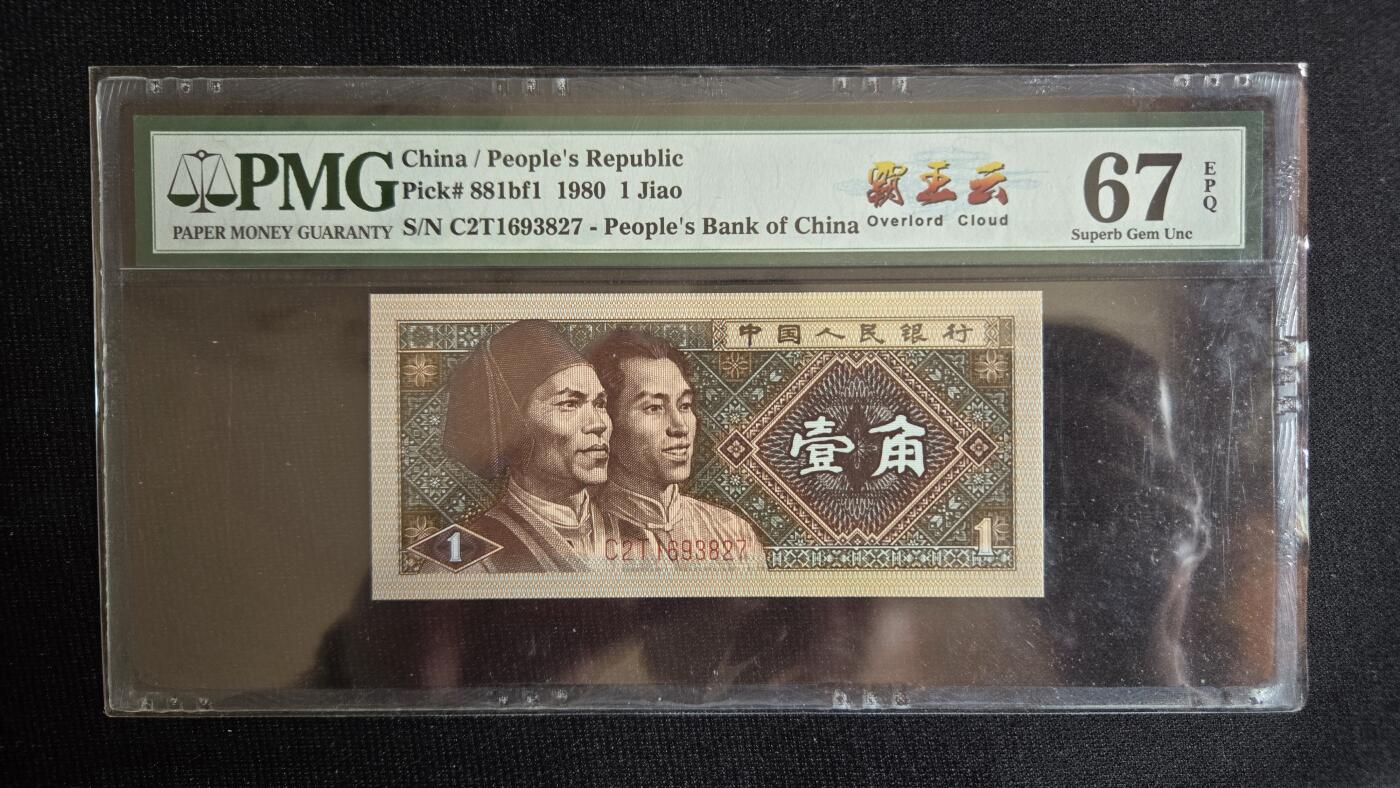 PMG
PAPER MONEY GUARANTY
China / People's Republic
Pick# 881bf1 1980 1 Jiao
S/N C2T1693827 - People's Bank of China
霸王云
Overlord Cloud
67
EPQ
Superb Gem Unc
中国人民银行
壹角
1
C2T1693827
1